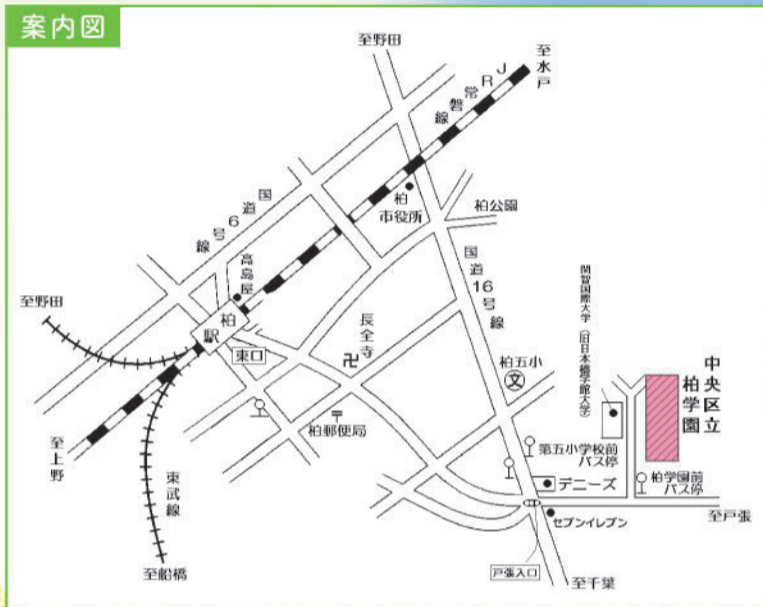 案内図
至野田
至水戸
JR常磐線
柏市役所
柏公園
国道6号線
国道16号線
高島屋
至野田
柏駅
東口
長全寺
卍
柏五小
文
開智国際大学(旧日本橋学館大学)
中央区立
柏学園
〒
柏郵便局
第五小学校前
バス停
デニーズ
柏学園前
バス停
至上野
東武線
セブンイレブン
至戸張
戸張入口
至船橋
至千葉